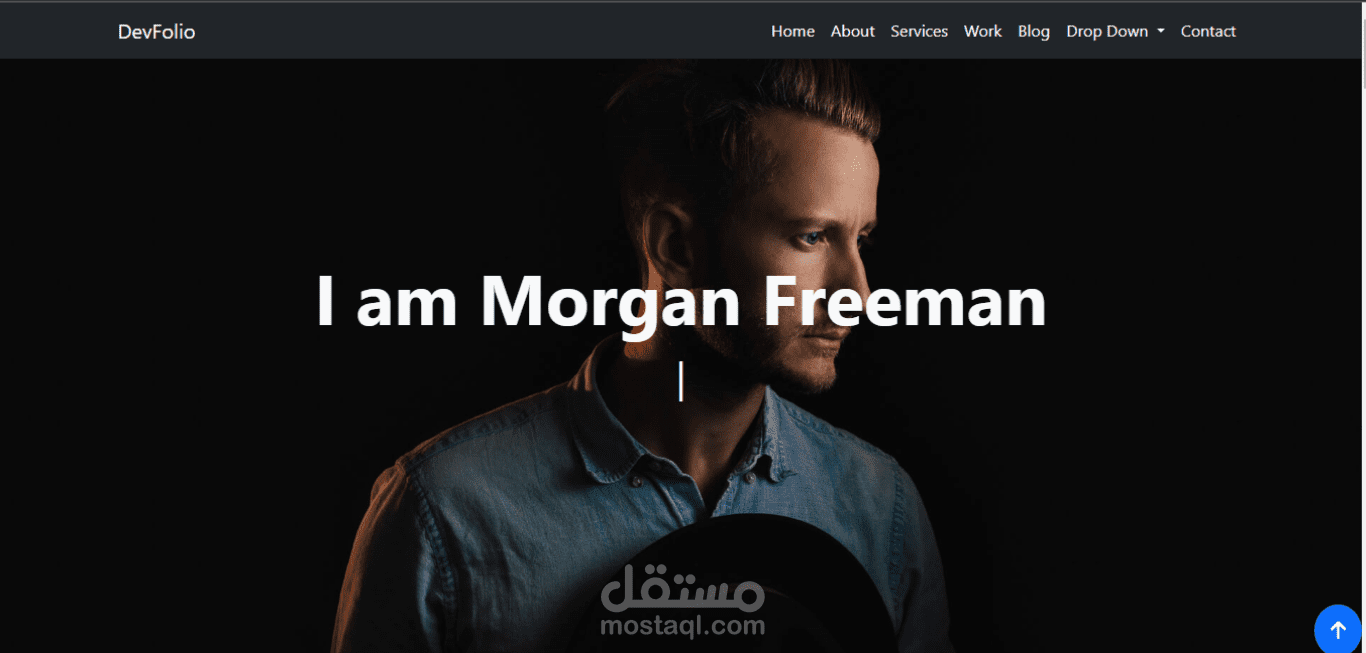 DevFolio
Home About Services Work Blog Drop Down Contact
I am Morgan Freeman
مستقل
mostaql.com